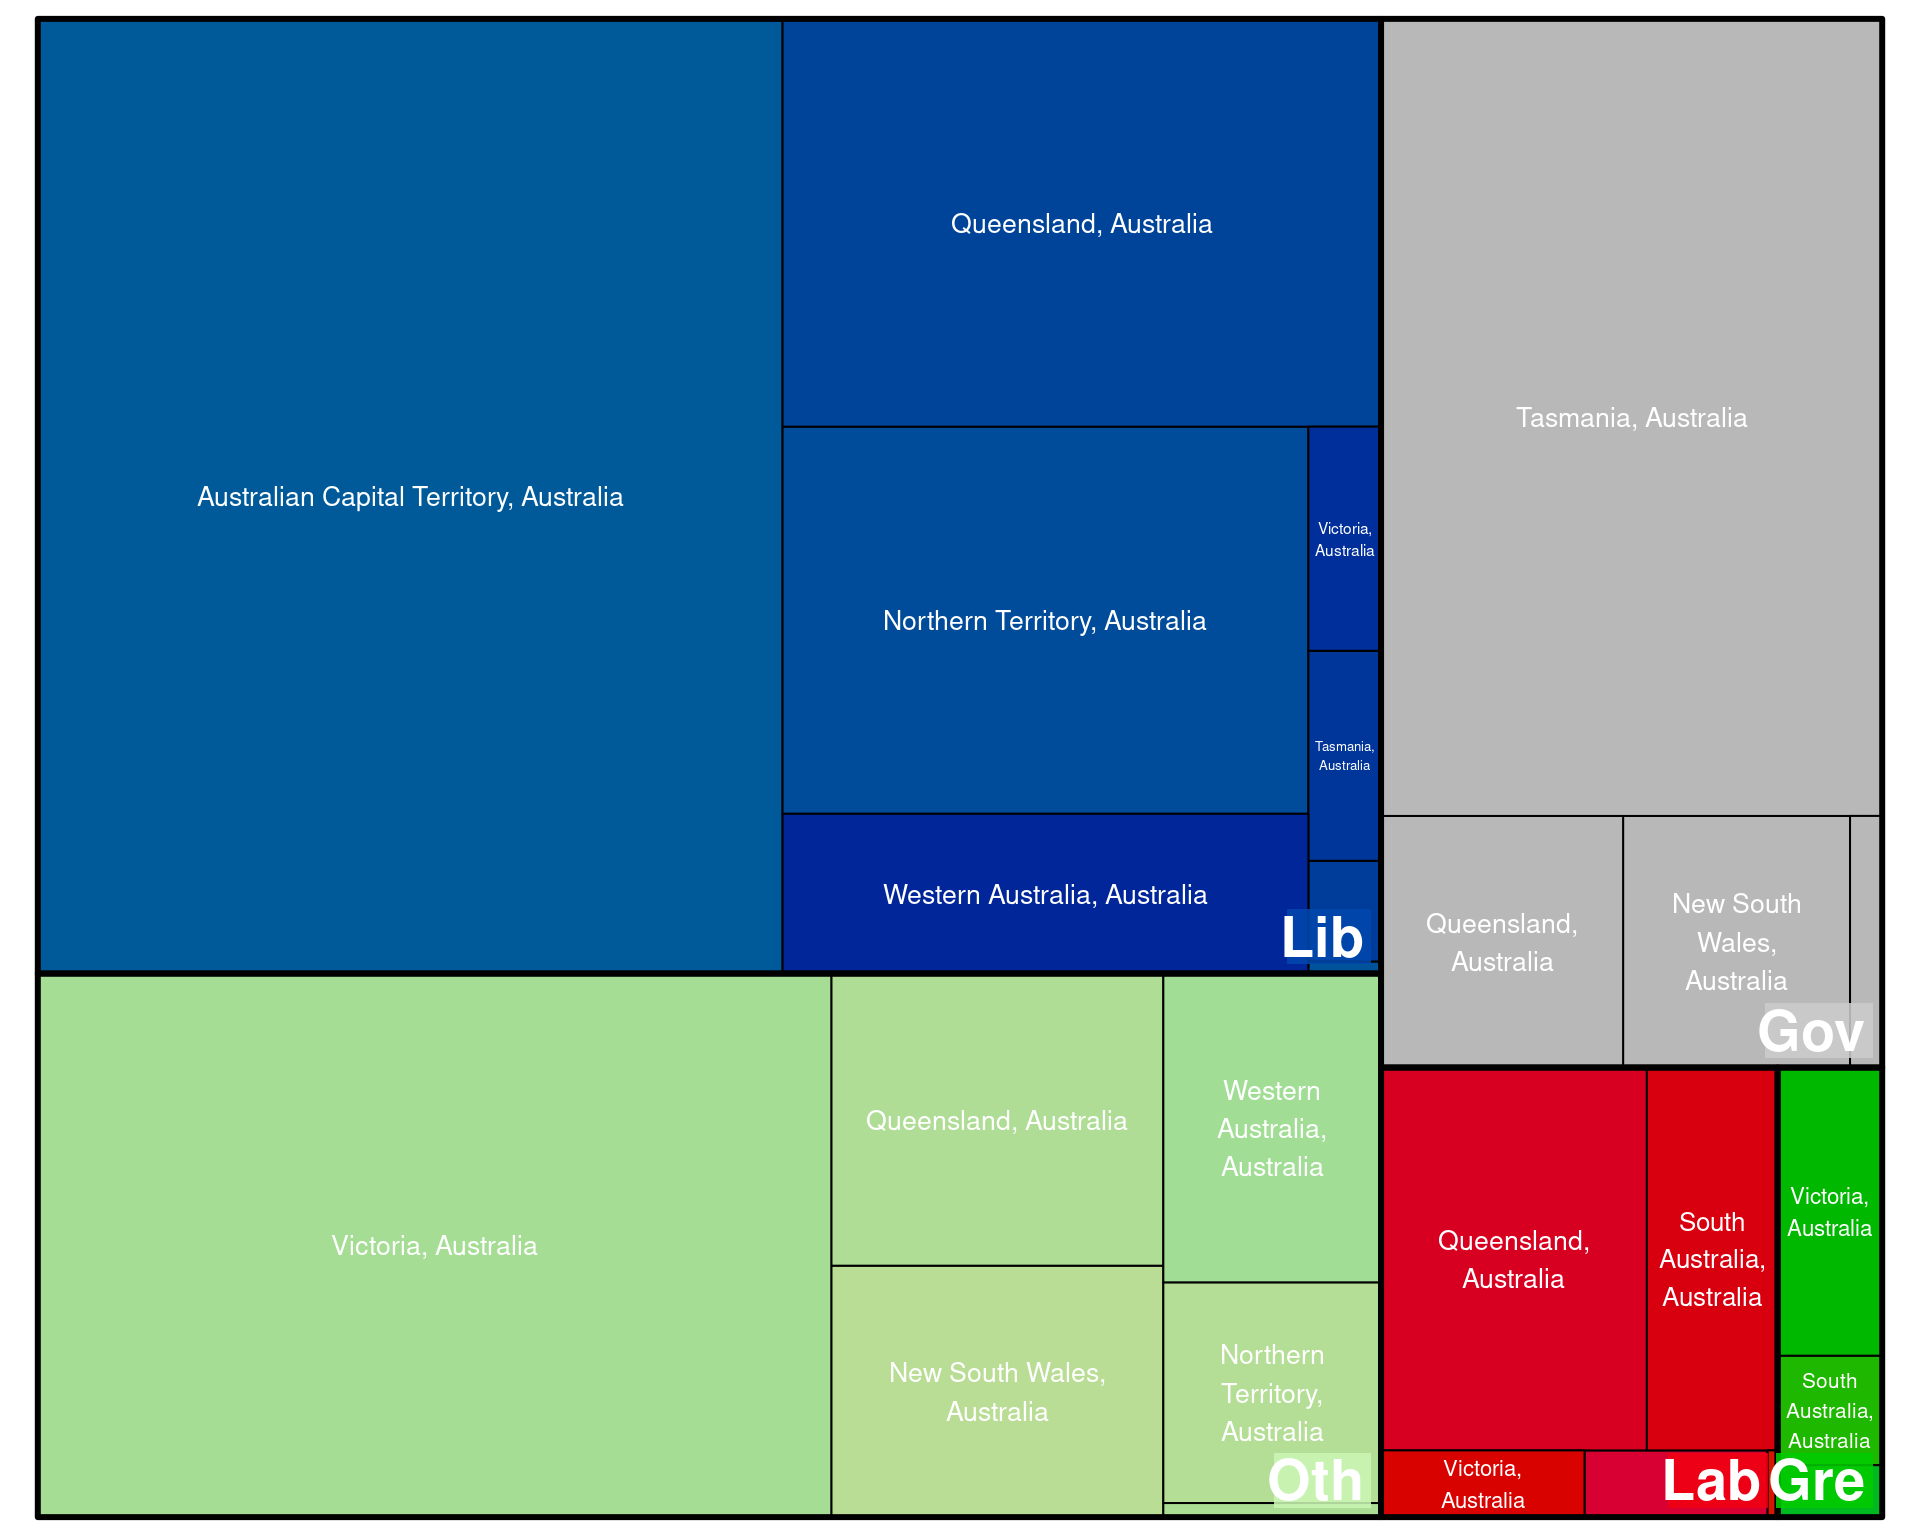 Australian Capital Territory, Australia
Queensland, Australia
Northern Territory, Australia
Victoria,
Australia
Tasmania,
Australia
Western Australia, Australia
Lib
Tasmania, Australia
Queensland,
Australia
New South
Wales,
Australia
Gov
Victoria, Australia
Queensland, Australia
New South Wales,
Australia
Western
Australia,
Australia
Northern
Territory,
Australia
Oth
Queensland,
Australia
South
Australia,
Australia
Victoria,
Australia
Lab
Victoria,
Australia
South
Australia,
Australia
Gre